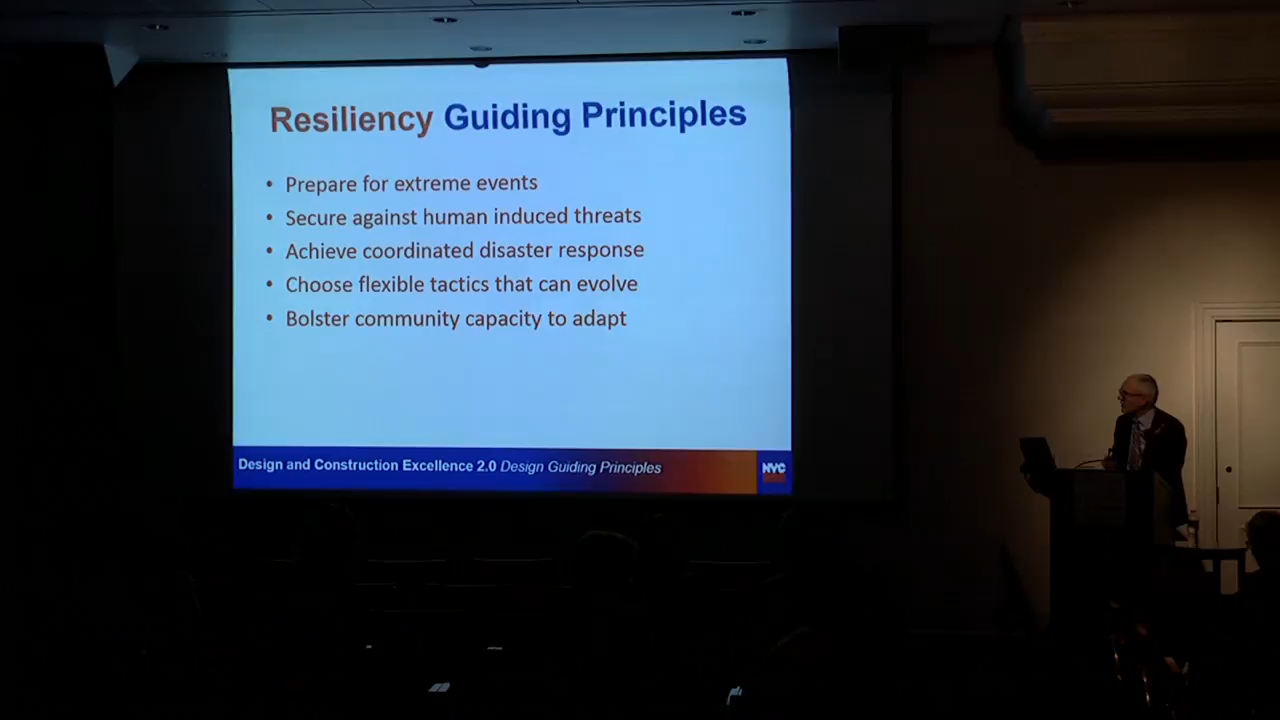 Resiliency Guiding Principles
• Prepare for extreme events
• Secure against human induced threats
• Achieve coordinated disaster response
• Choose flexible tactics that can evolve
• Bolster community capacity to adapt
Design and Construction Excellence 2.0 Design Guiding Principles
NYC